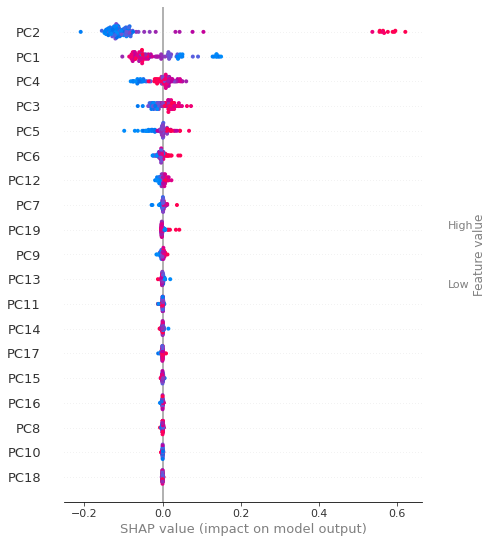 PC2
PC1
PC4
PC3
PC5
PC6
PC12
PC7
PC19
PC9
PC13
PC11
PC14
PC17
PC15
PC16
PC8
PC10
PC18
−0.2 0.0 0.2 0.4 0.6
SHAP value (impact on model output)
High
Low
Feature value